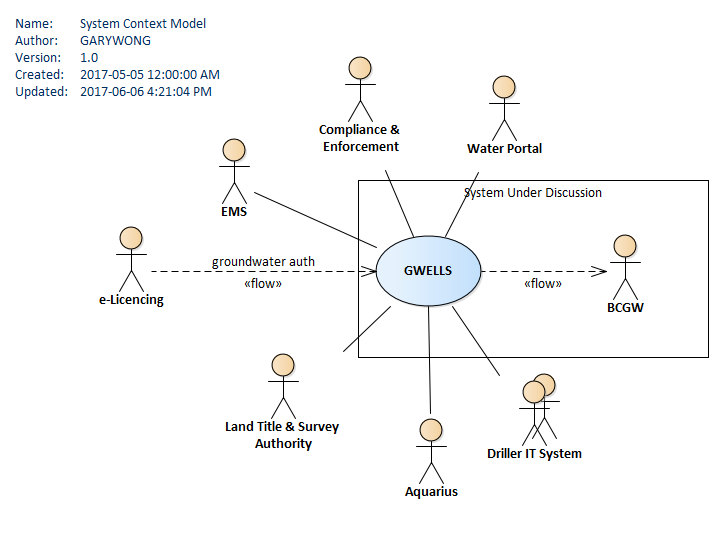 Name: System Context Model
Author: GARYWONG
Version: 1.0
Created: 2017-05-05 12:00:00 AM
Updated: 2017-06-06 4:21:04 PM
Compliance &
Enforcement
Water Portal
EMS
System Under Discussion
e-Licencing
groundwater auth
«flow»
GWELLS
«flow»
BCGW
Land Title & Survey
Authority
Aquarius
Driller IT System